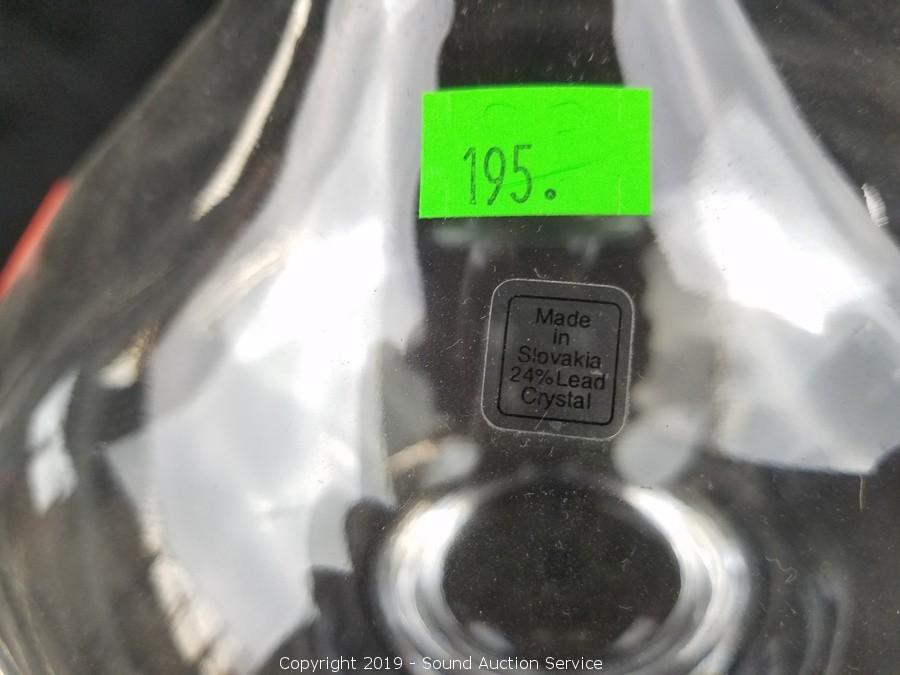 195.
Made
in
Slovakia
24% Lead
Crystal
Copyright 2019 - Sound Auction Service